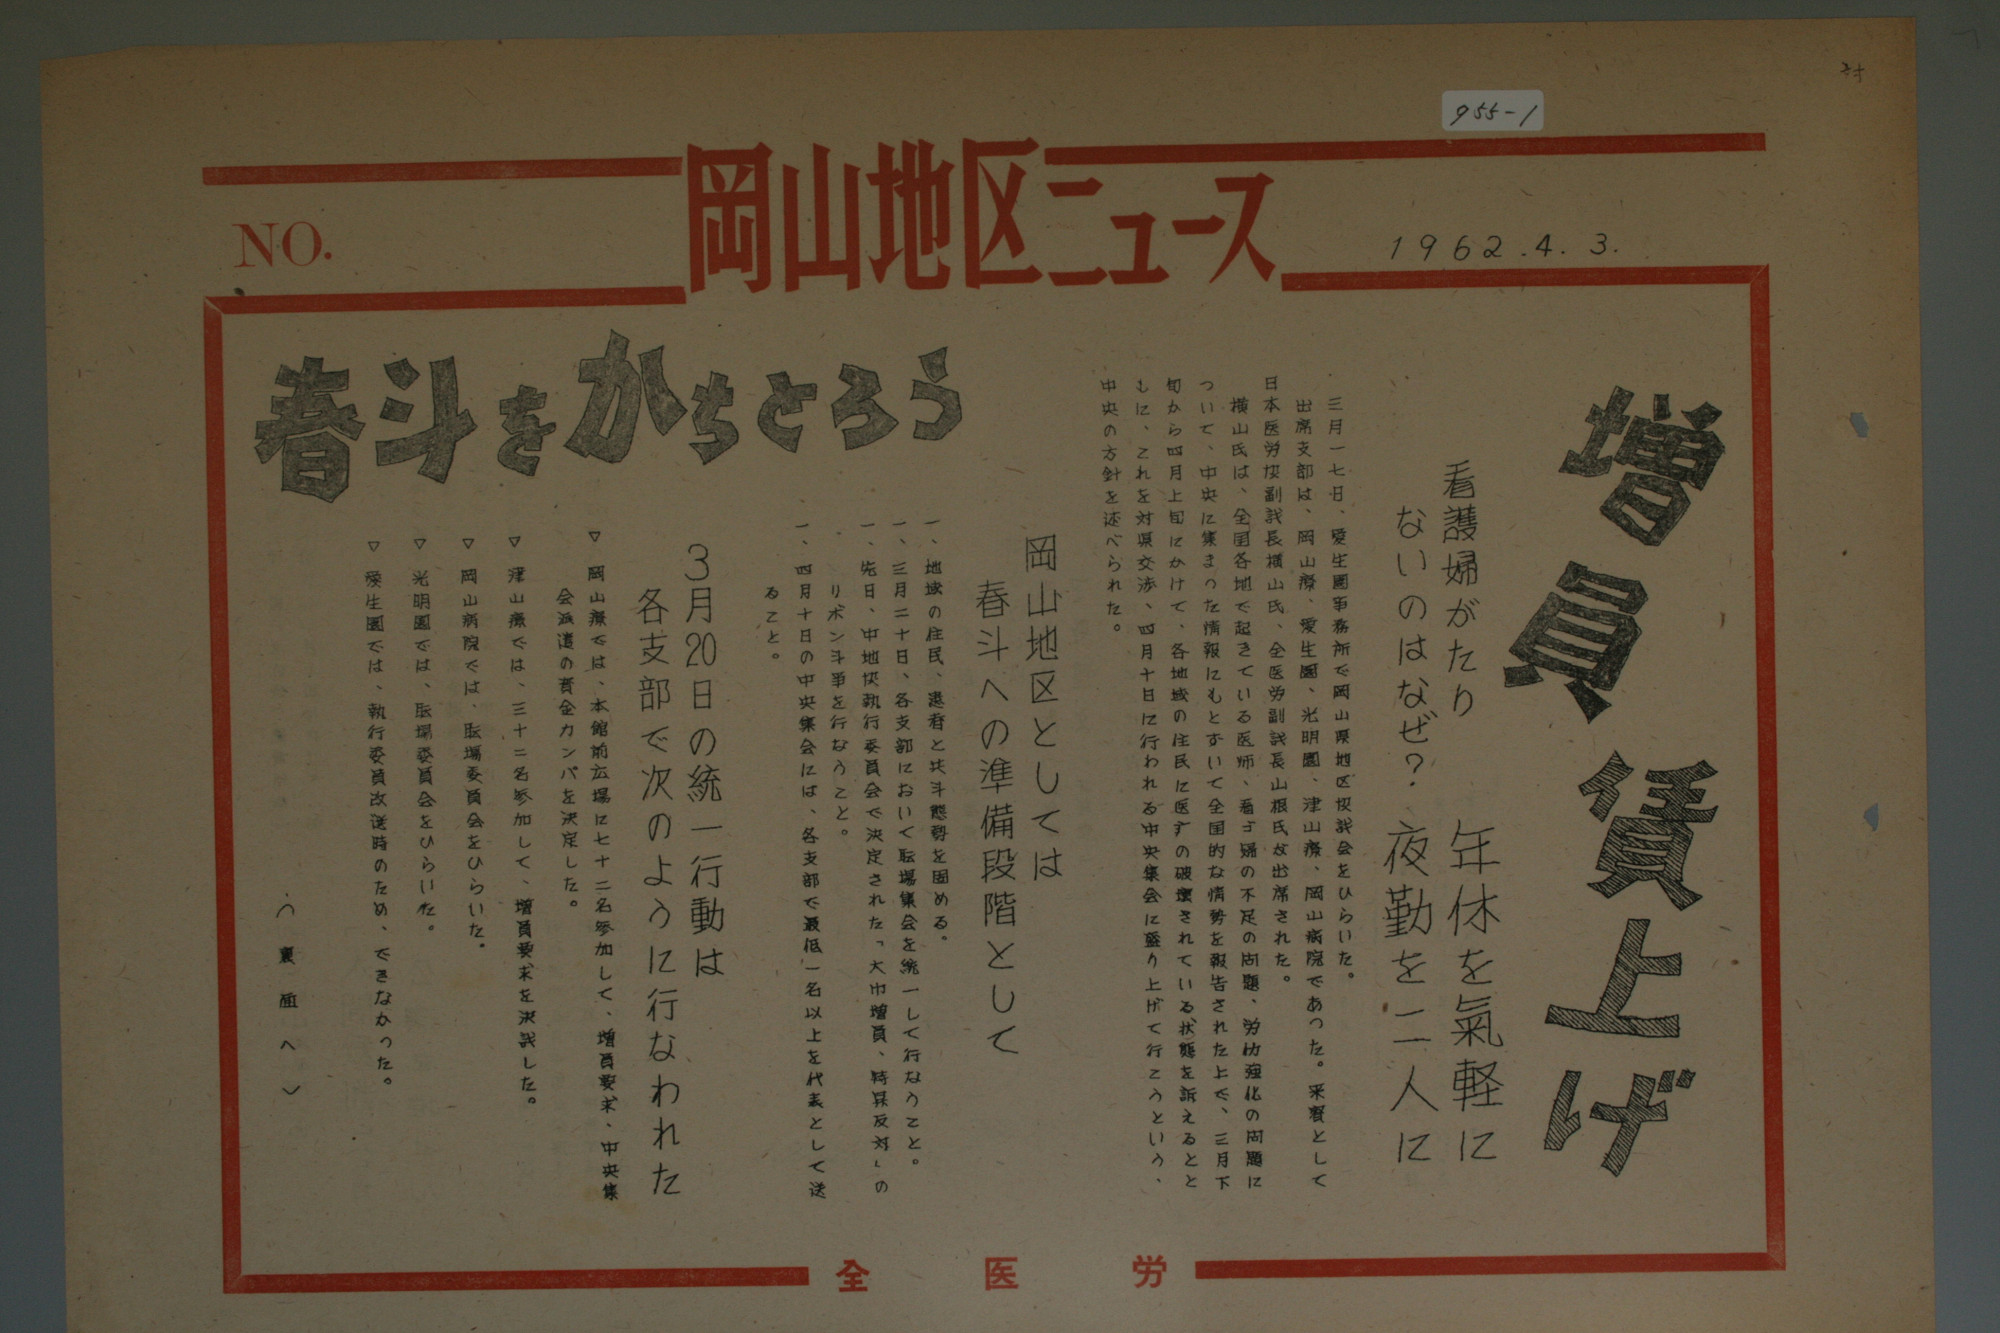 955-1
NO.
岡山地区ニュース
1962.4.3.
増員賃上げ
春斗をかちとろう
看護婦がたり
ないのはなぜ?
年休を氣軽に
夜勤を二人に
三月一七日、愛生園事務所で岡山県地区协議会をひらいた。
出席支部は、岡山療、愛生園、光明園、津山療、岡山病院であった。来賓として
日本医労协副議長横山氏、全医労副議長山根氏が出席された。
横山氏は、全国各地で起きている医師、看ゴ婦の不足の问題、労仂強化の问題に
ついて、中央に集まった情報にもとずいて全国的な情勢を報告された上で、三月下
旬から四月上旬にかけて、各地域の住民に医すの破壊されている状態を訴えるとと
もに、これを対県交渉、四月十日に行われる中央集会に盛り上げて行こうという、
中央の方針を述べられた。
岡山地区としては
春斗への準備段階として
一、地域の住民、患者と共斗態勢を固める。
一、三月二十日、各支部において転場集会を統一して行なうこと。
一、先日、中地协執行委員会で決定された「大巾増員、特昇反対」の
リボン斗争を行なうこと。
一、四月十日の中央集会には、各支部で最低一名以上を代表として送
ること。
3月20日の統一行動は
各支部で次のように行なわれた
▽ 岡山療では、本館前広場に七十二名参加して、増員要求、中央集
会派遣の資金カンパを決定した。
▽ 津山療では、三十二名参加して、増員要求を決議した。
▽ 岡山病院では、転場委員会をひらいた。
▽ 光明園では、転場委員会をひらいた。
▽ 愛生園では、執行委員改送時のため、できなかった。
(裏面へ)
全医労